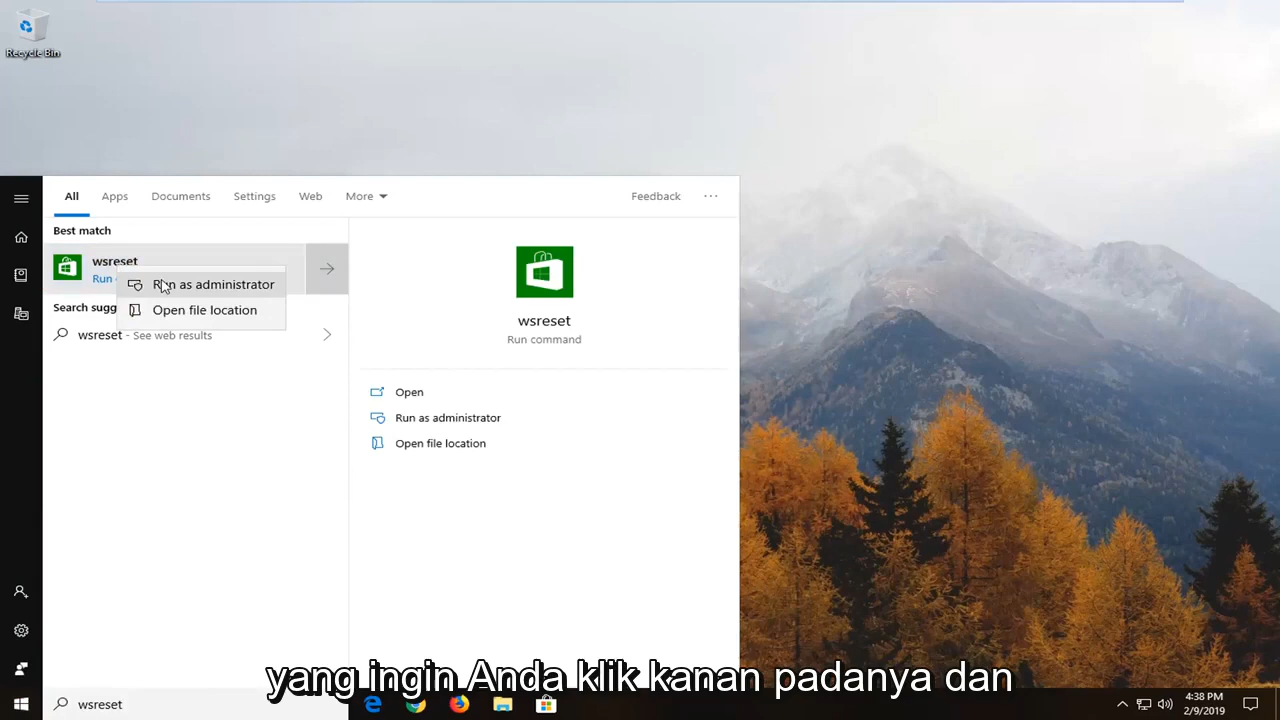 Recycle Bin
All Apps Documents Settings Web More Feedback ...
Best match
wsreset
Run
Run as administrator
Open file location
Search sugg
wsreset - See web results
wsreset
Run command
Open
Run as administrator
Open file location
yang ingin Anda klik kanan padanya dan
wsreset
4:38 PM
2/9/2019